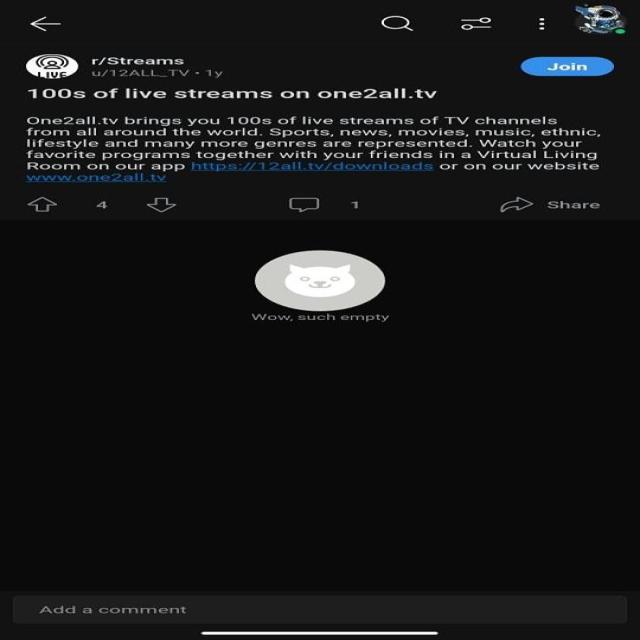 LIVE
r/Streams
u/12ALL_TV • 1y
Join
100s of live streams on one2all.tv
One2all.tv brings you 100s of live streams of TV channels
from all around the world. Sports, news, movies, music, ethnic,
lifestyle and many more genres are represented. Watch your
favorite programs together with your friends in a Virtual Living
Room on our app https://12all.tv/downloads or on our website
www.one2all.tv
4
1
Share
Wow, such empty
Add a comment